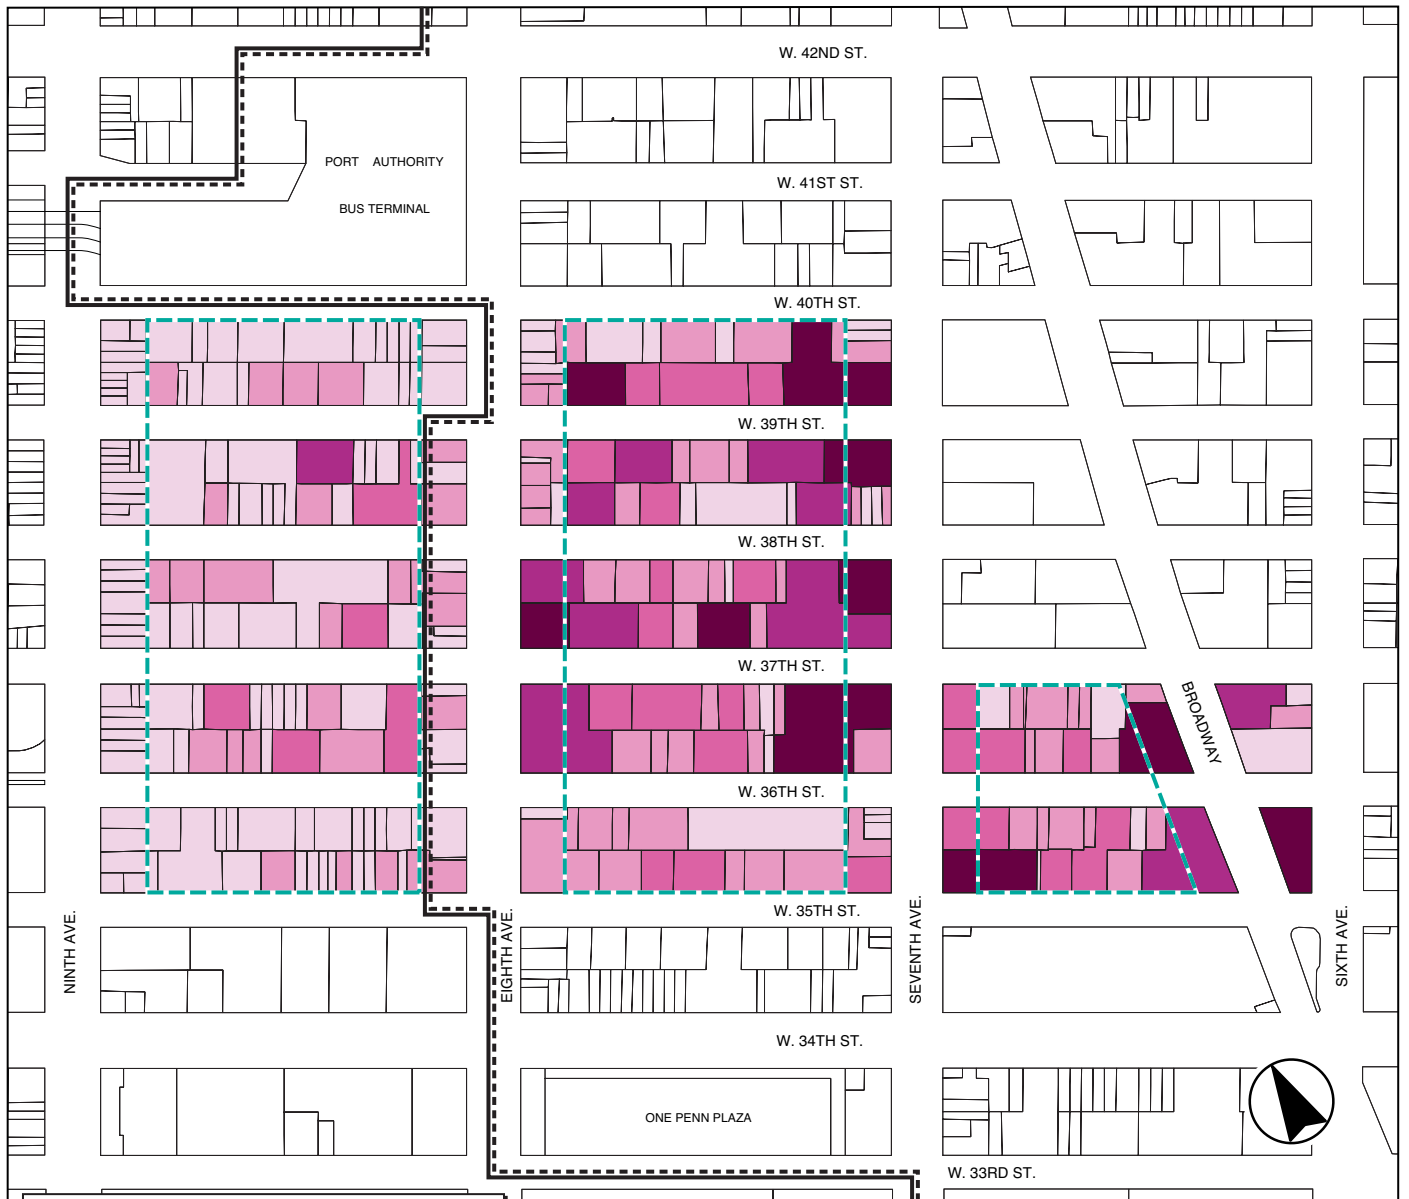 W. 42ND ST.
PORT AUTHORITY
BUS TERMINAL
W. 41ST ST.
W. 40TH ST.
W. 39TH ST.
W. 38TH ST.
W. 37TH ST.
BROADWAY
W. 36TH ST.
W. 35TH ST.
NINTH AVE.
EIGHTH AVE.
SEVENTH AVE.
SIXTH AVE.
W. 34TH ST.
ONE PENN PLAZA
W. 33RD ST.